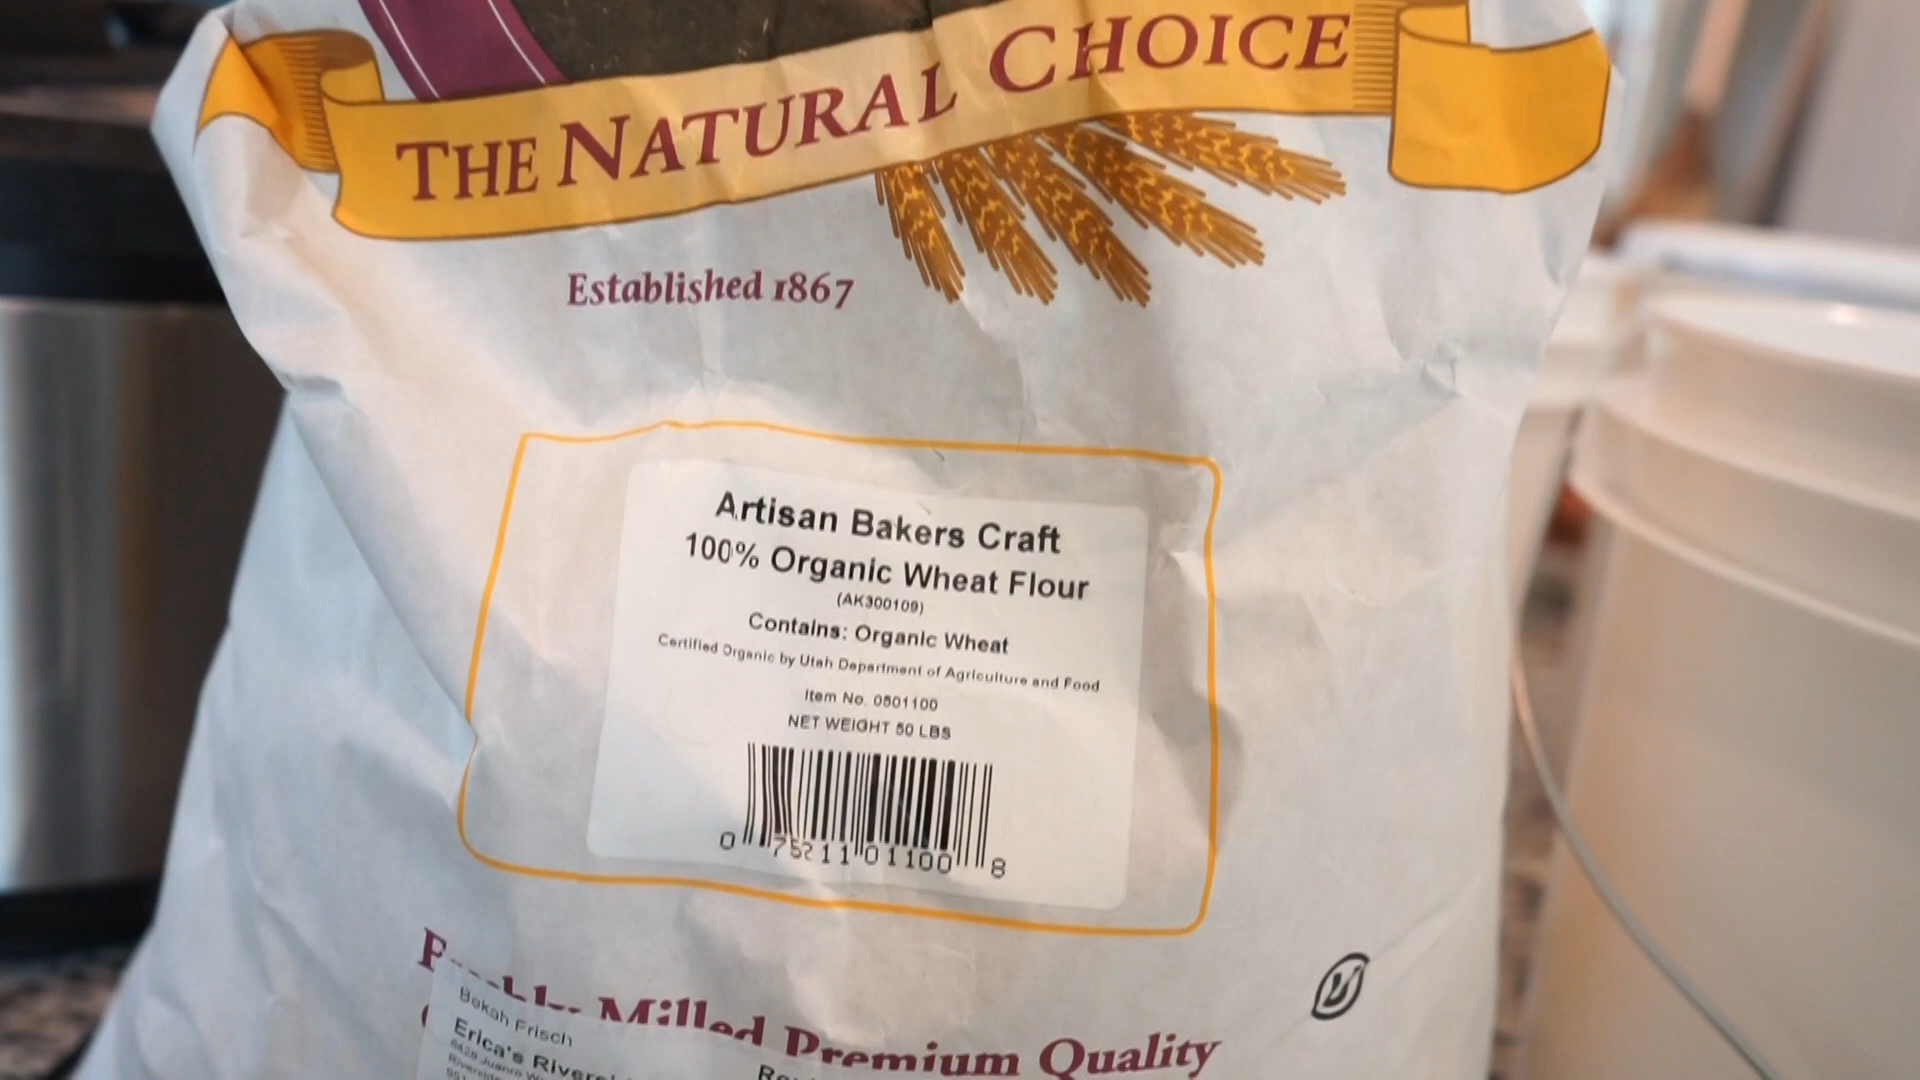 THE NATURAL CHOICE
Established 1867
Artisan Bakers Craft
100% Organic Wheat Flour
(AK300109)
Contains: Organic Wheat
Certified Organic by Utah Department of Agriculture and Food
Item No. 0501100
NET WEIGHT 50 LBS
0 75211 01100 8
Milled Premium Quality
Bekah Frisch
Erica's